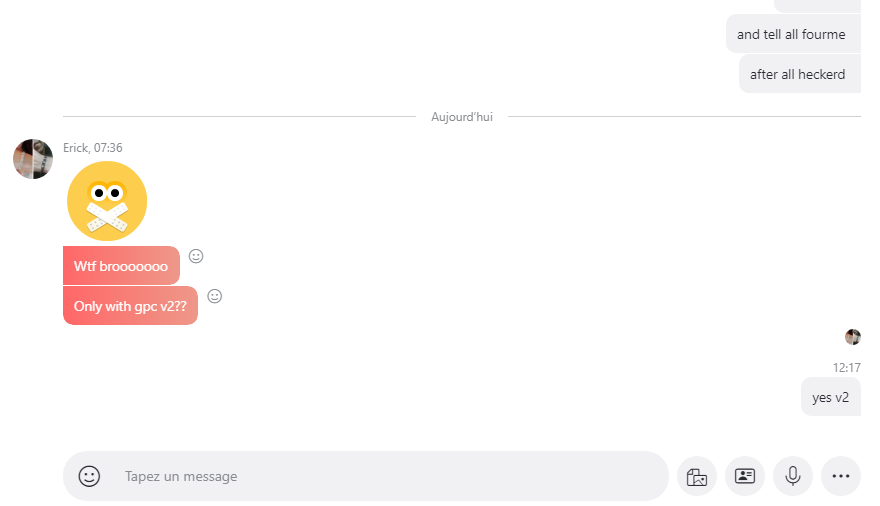 and tell all fourme
after all heckerd
Aujourd'hui
Erick, 07:36
Wtf brooooooo
Only with gpc v2??
12:17
yes v2
Tapez un message